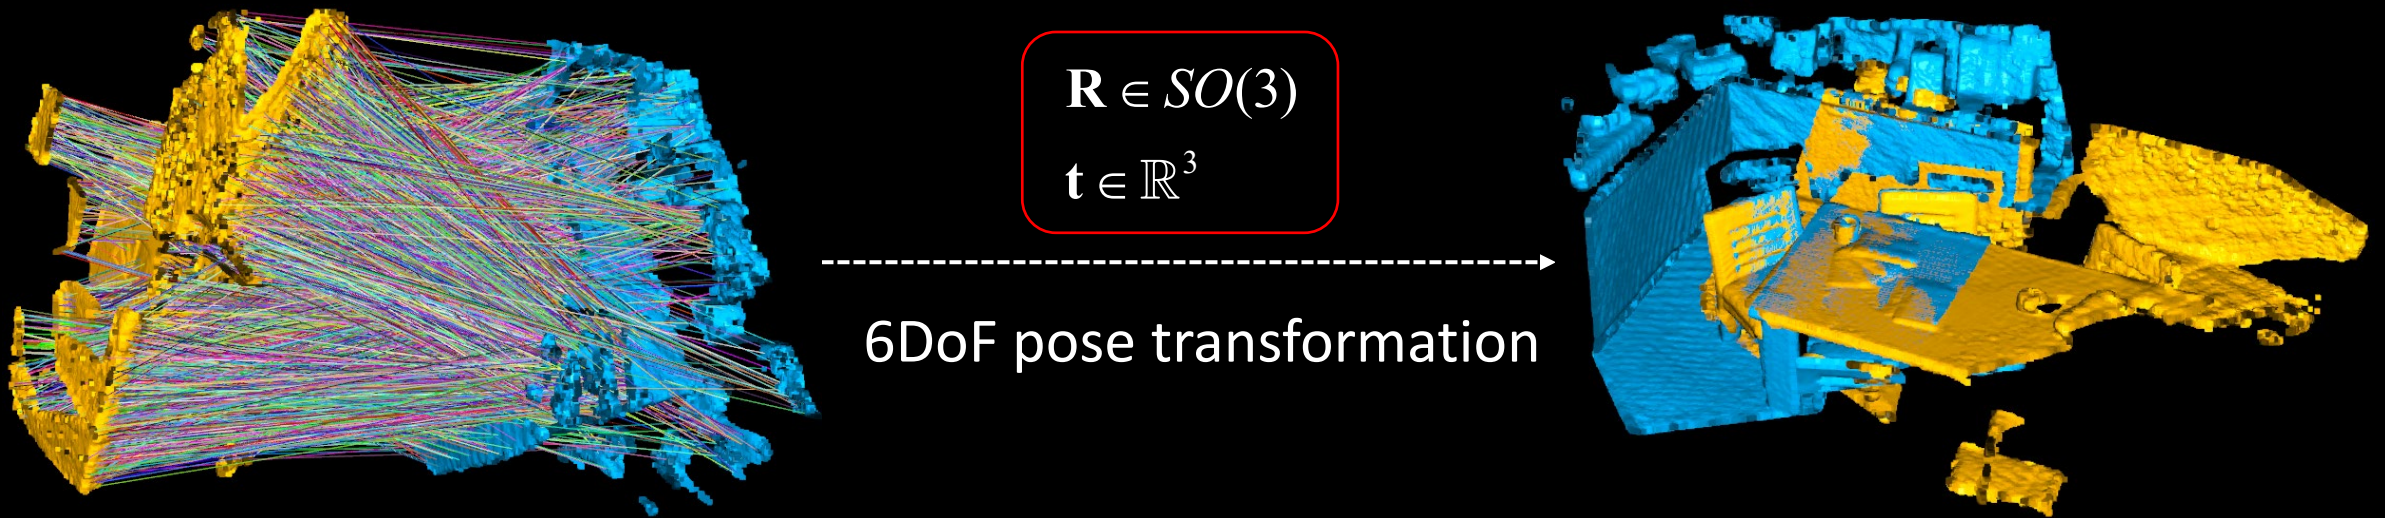 R ∈ SO(3)
t ∈ ℝ³
6DoF pose transformation